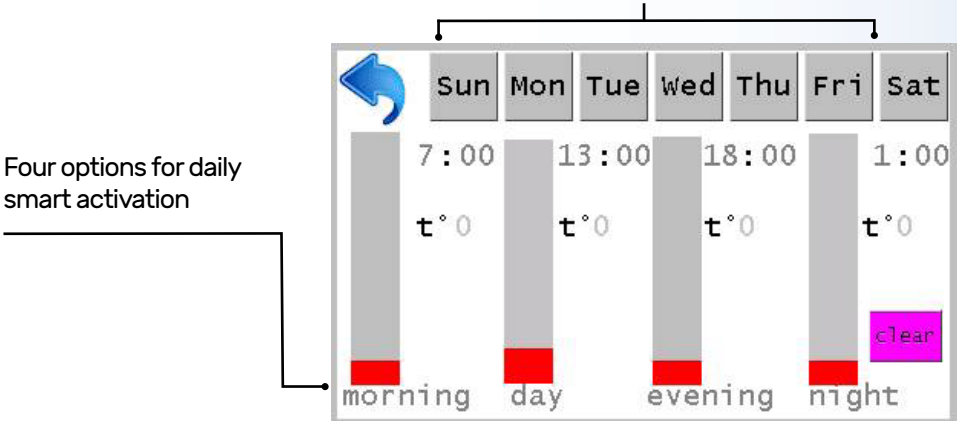 Sun Mon Tue Wed Thu Fri Sat
7:00 13:00 18:00 1:00
Four options for daily
smart activation
t°0 t°0 t°0 t°0
clear
morning day evening night